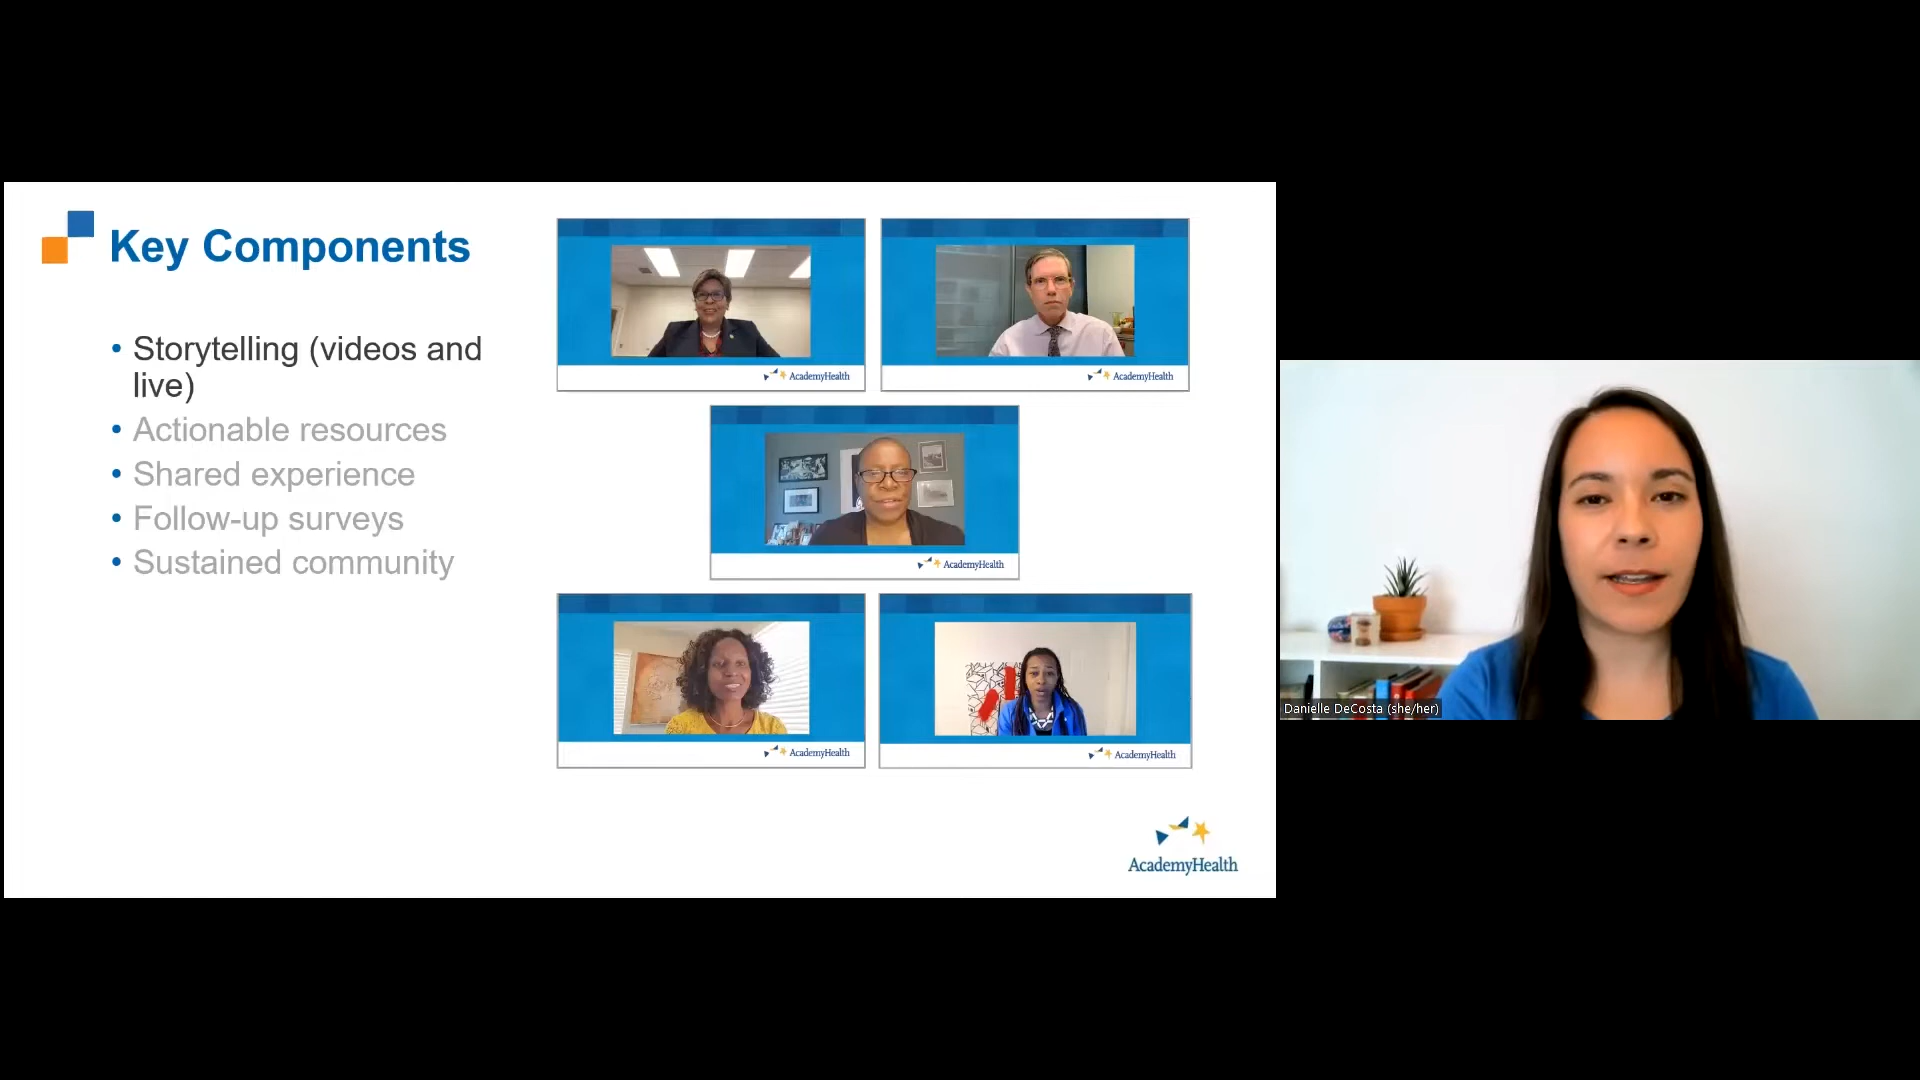 Key Components
• Storytelling (videos and
live)
• Actionable resources
• Shared experience
• Follow-up surveys
• Sustained community
AcademyHealth
AcademyHealth
AcademyHealth
AcademyHealth
AcademyHealth
AcademyHealth
Danielle DeCosta (she/her)